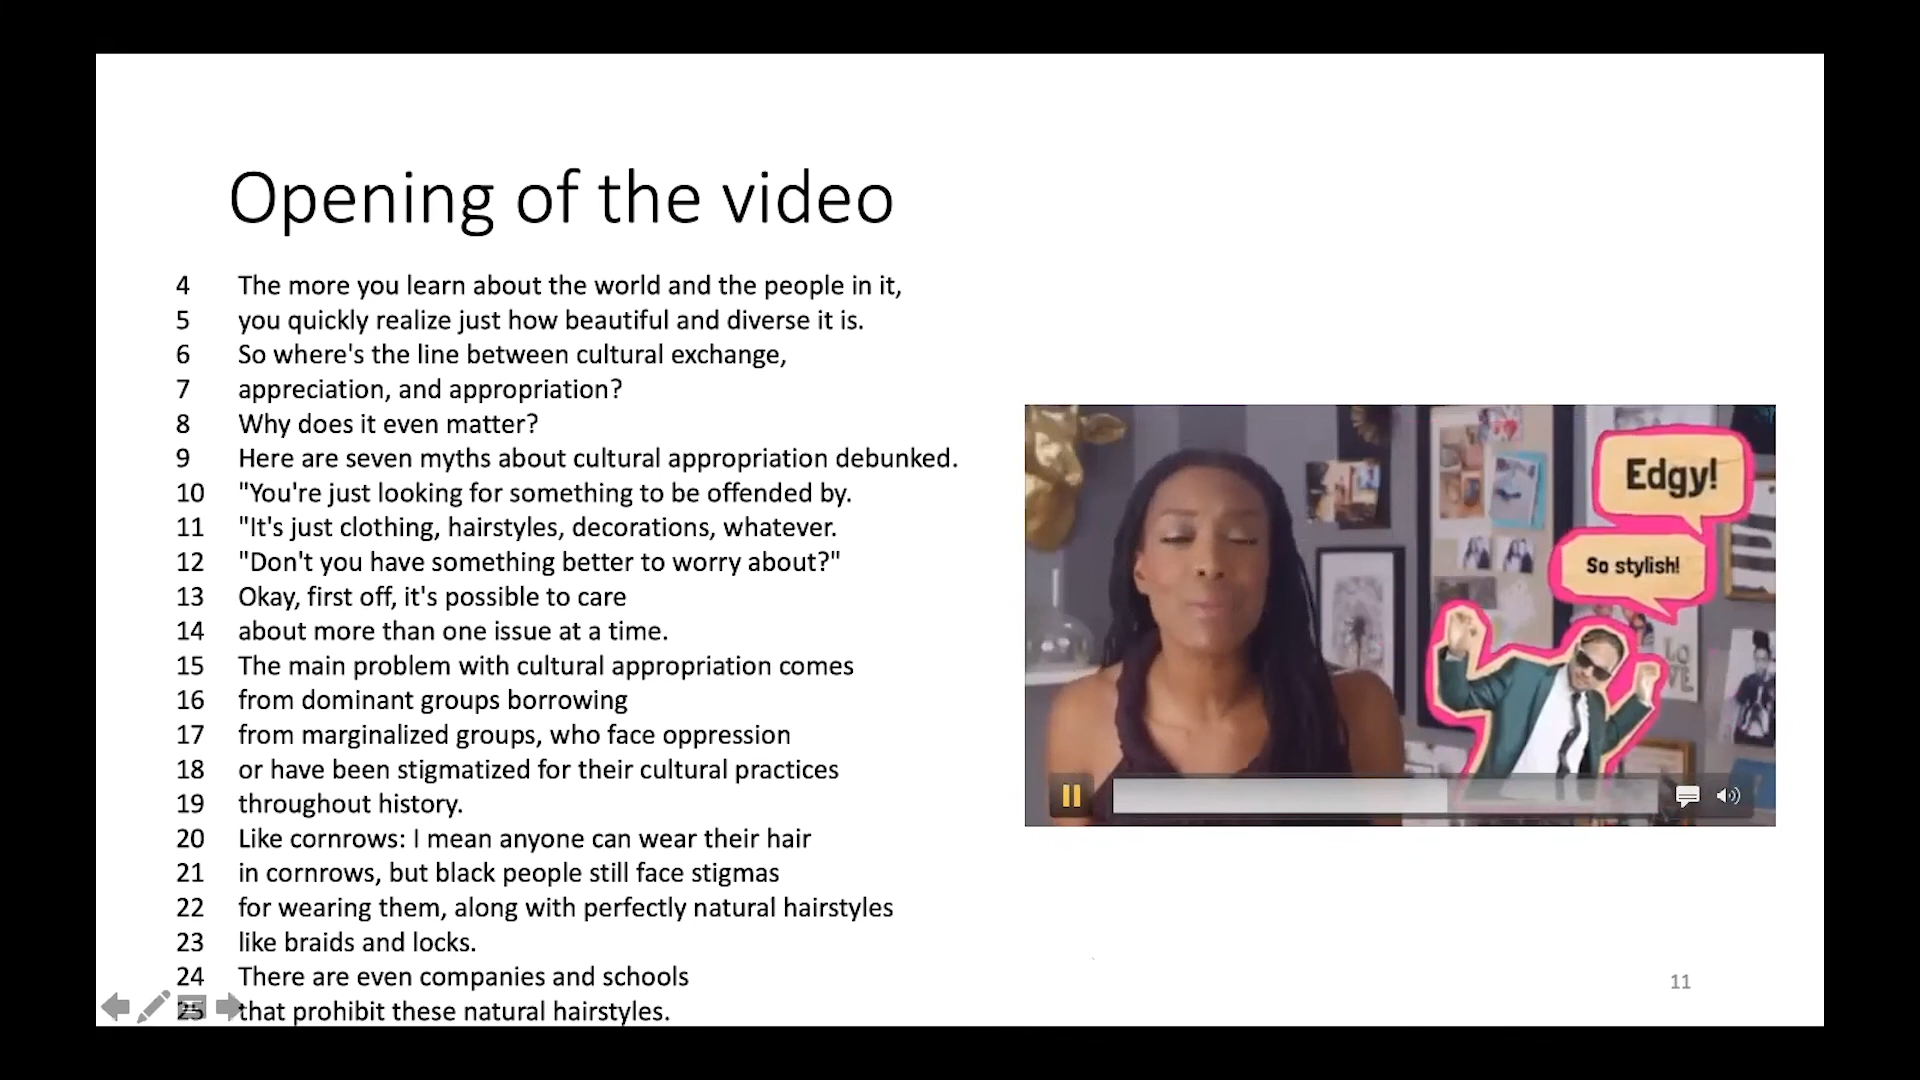 Opening of the video
4 The more you learn about the world and the people in it,
5 you quickly realize just how beautiful and diverse it is.
6 So where's the line between cultural exchange,
7 appreciation, and appropriation?
8 Why does it even matter?
9 Here are seven myths about cultural appropriation debunked.
10 "You're just looking for something to be offended by.
11 "It's just clothing, hairstyles, decorations, whatever.
12 "Don't you have something better to worry about?"
13 Okay, first off, it's possible to care
14 about more than one issue at a time.
15 The main problem with cultural appropriation comes
16 from dominant groups borrowing
17 from marginalized groups, who face oppression
18 or have been stigmatized for their cultural practices
19 throughout history.
20 Like cornrows: I mean anyone can wear their hair
21 in cornrows, but black people still face stigmas
22 for wearing them, along with perfectly natural hairstyles
23 like braids and locks.
24 There are even companies and schools
25 that prohibit these natural hairstyles.
Edgy!
So stylish!
LO
VE
11